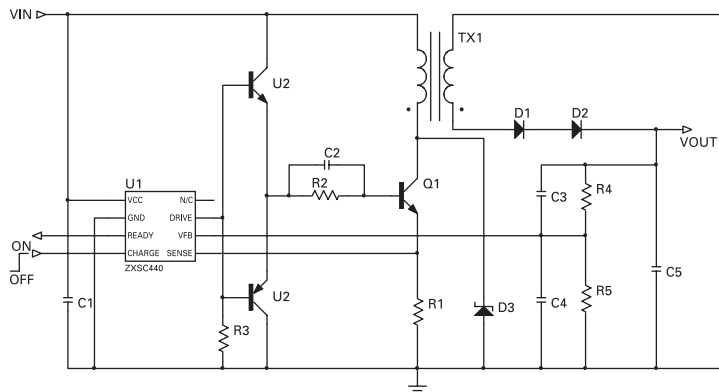 VIN
TX1
U2
D1
D2
VOUT
C2
R2
Q1
U1
VCC
N/C
GND
DRIVE
READY
VFB
CHARGE
SENSE
ZXSC440
ON
OFF
C3
R4
C1
U2
R3
R1
D3
C4
R5
C5